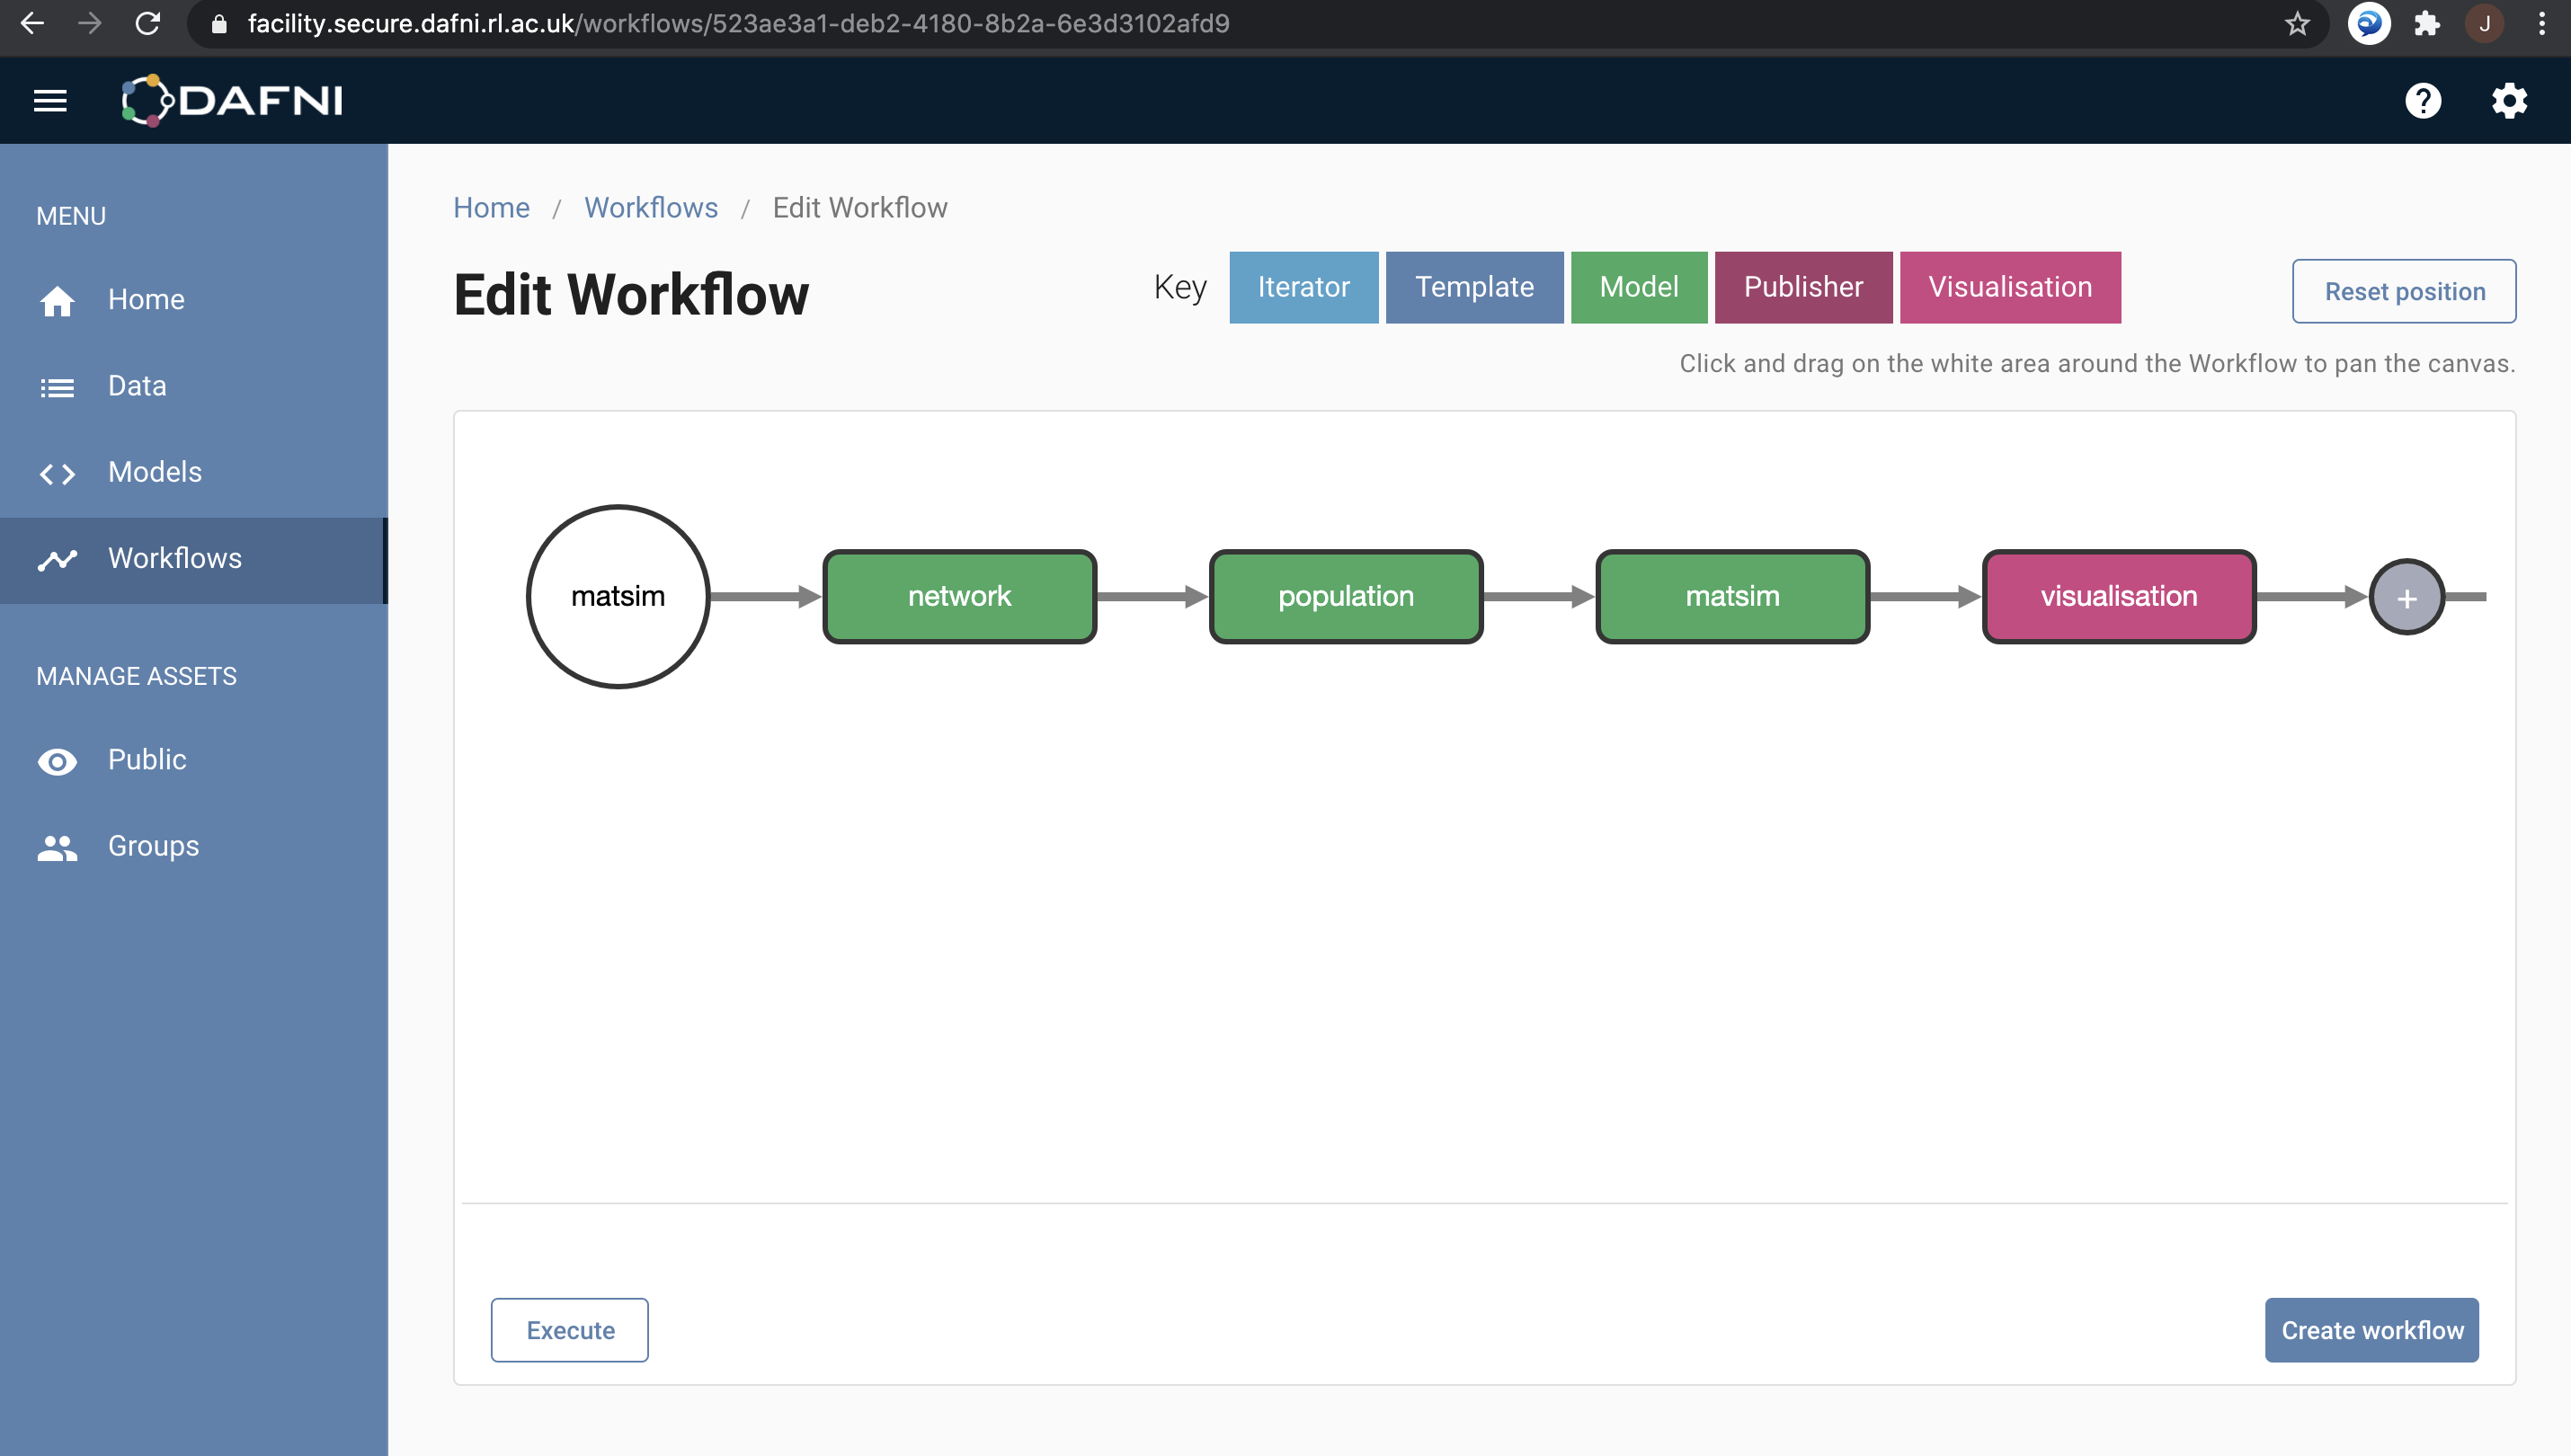 facility.secure.dafni.rl.ac.uk/workflows/523ae3a1-deb2-4180-8b2a-6e3d3102afd9
J
DAFNI
?
MENU
Home
Data
Models
Workflows
MANAGE ASSETS
Public
Groups
Home / Workflows / Edit Workflow
Edit Workflow
Key Iterator Template Model Publisher Visualisation
Reset position
Click and drag on the white area around the Workflow to pan the canvas.
matsim network population matsim visualisation +
Execute
Create workflow